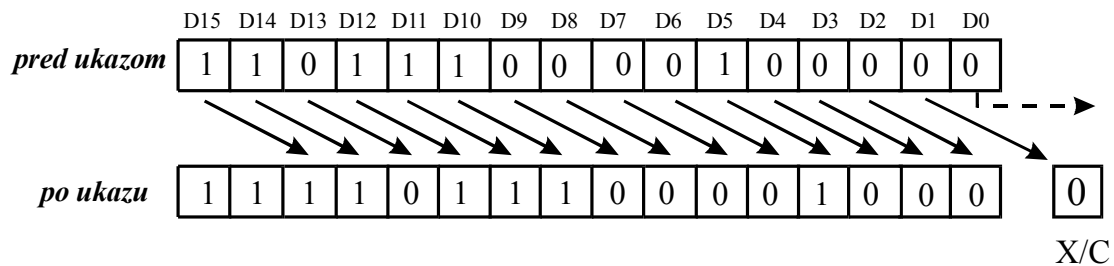 D15 D14 D13 D12 D11 D10 D9 D8 D7 D6 D5 D4 D3 D2 D1 D0
pred ukazom 1 1 0 1 1 1 0 0 0 0 1 0 0 0 0 0
po ukazu 1 1 1 1 0 1 1 1 0 0 0 0 1 0 0 0 0
X/C